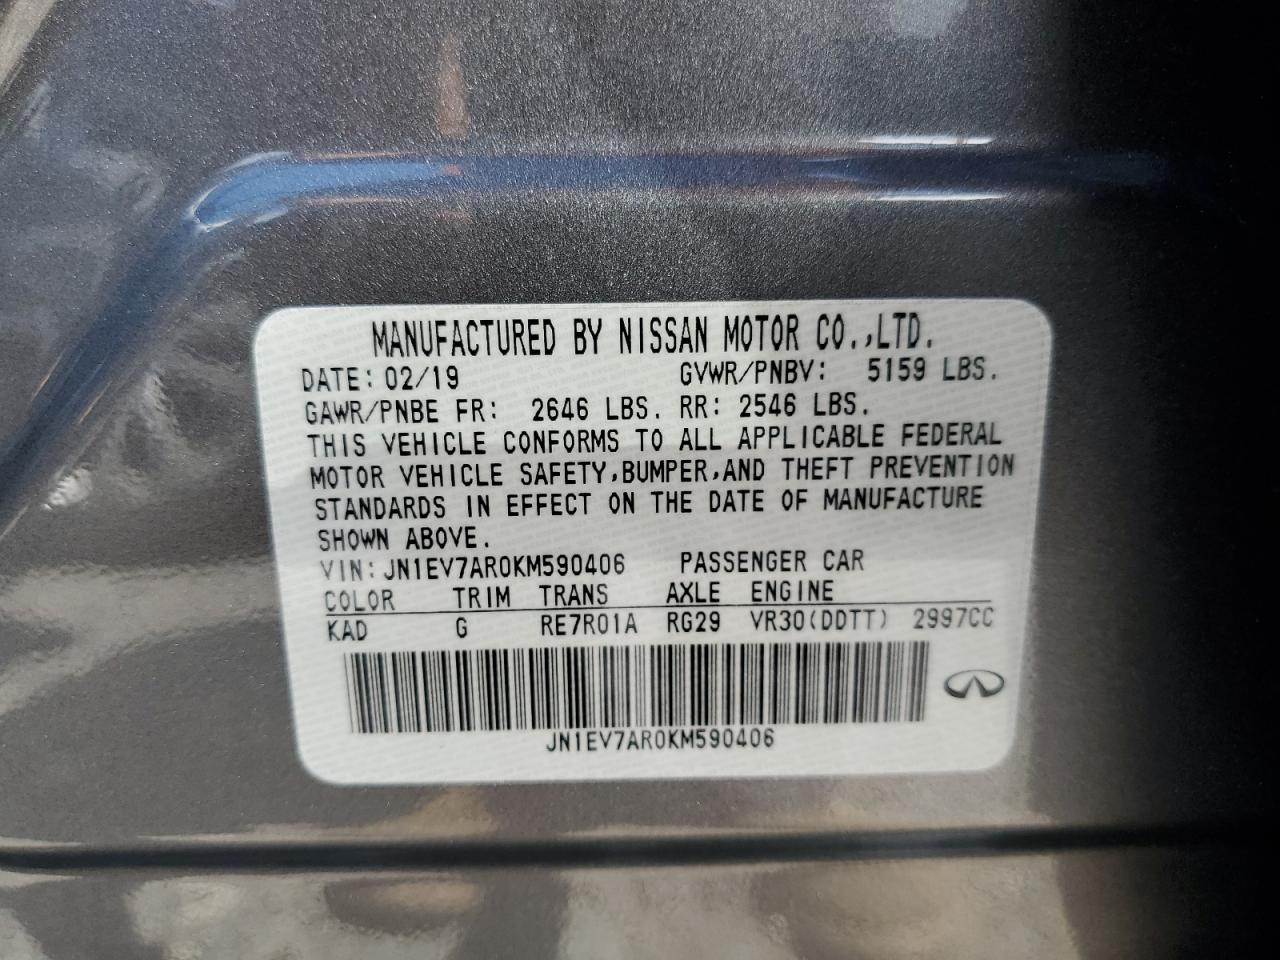 MANUFACTURED BY NISSAN MOTOR CO.,LTD.
DATE: 02/19 GVWR/PNBV: 5159 LBS.
GAWR/PNBE FR: 2646 LBS. RR: 2546 LBS.
THIS VEHICLE CONFORMS TO ALL APPLICABLE FEDERAL
MOTOR VEHICLE SAFETY,BUMPER,AND THEFT PREVENTION
STANDARDS IN EFFECT ON THE DATE OF MANUFACTURE
SHOWN ABOVE.
VIN: JN1EV7AR0KM590406 PASSENGER CAR
COLOR TRIM TRANS AXLE ENGINE
KAD G RE7R01A RG29 VR30(DDTT) 2997CC
JN1EV7AR0KM590406